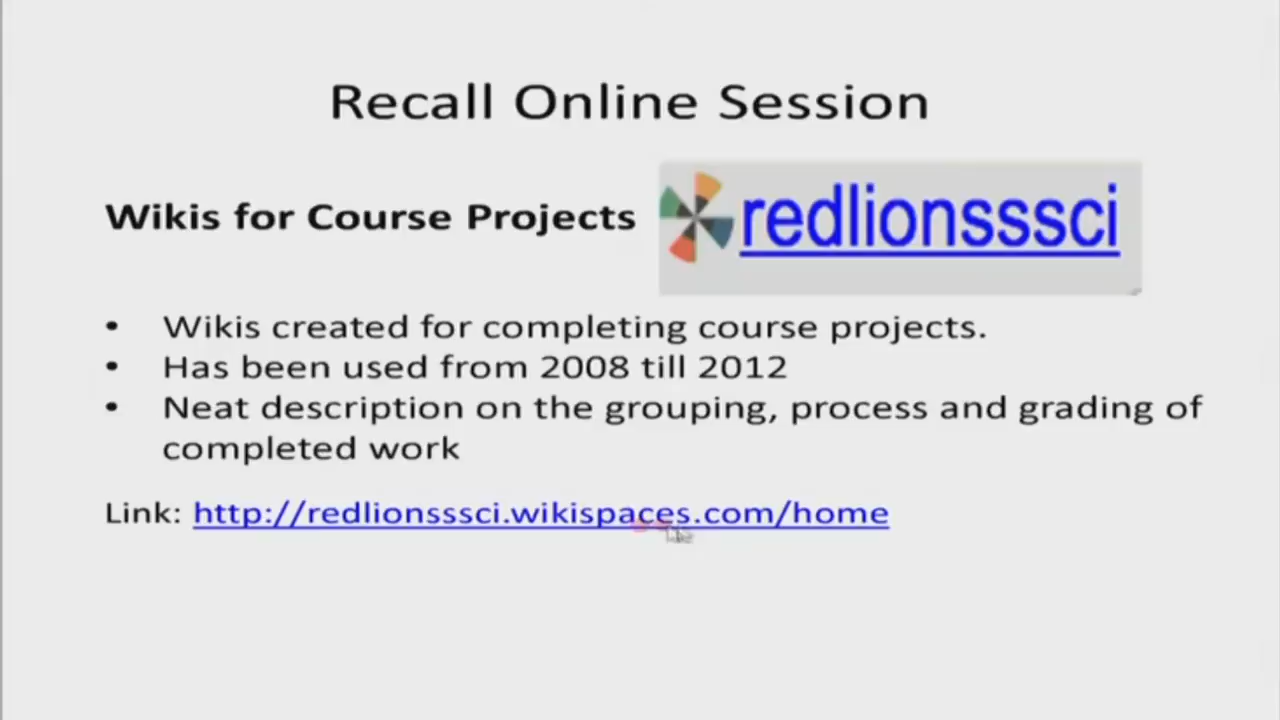 Recall Online Session
Wikis for Course Projects
redlionsssci
• Wikis created for completing course projects.
• Has been used from 2008 till 2012
• Neat description on the grouping, process and grading of
completed work
Link: http://redlionsssci.wikispaces.com/home